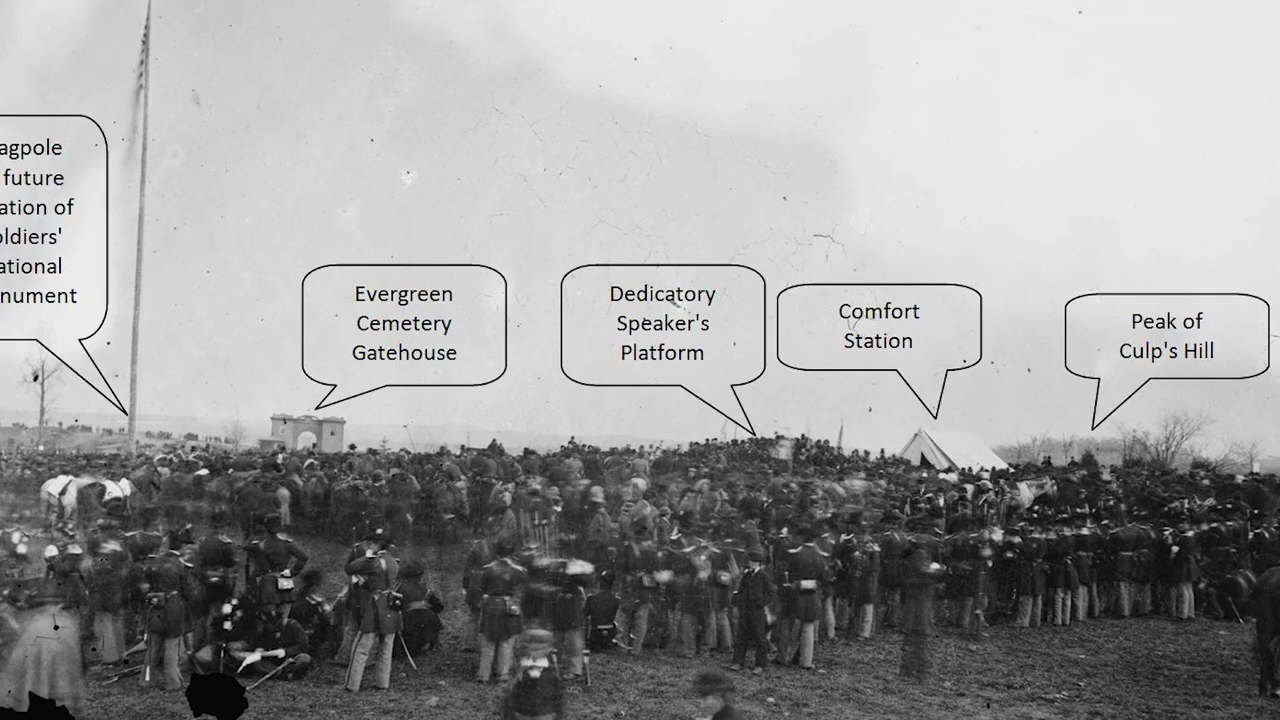 agpole
future
ation of
oldiers'
ational
nument
Evergreen
Cemetery
Gatehouse
Dedicatory
Speaker's
Platform
Comfort
Station
Peak of
Culp's Hill